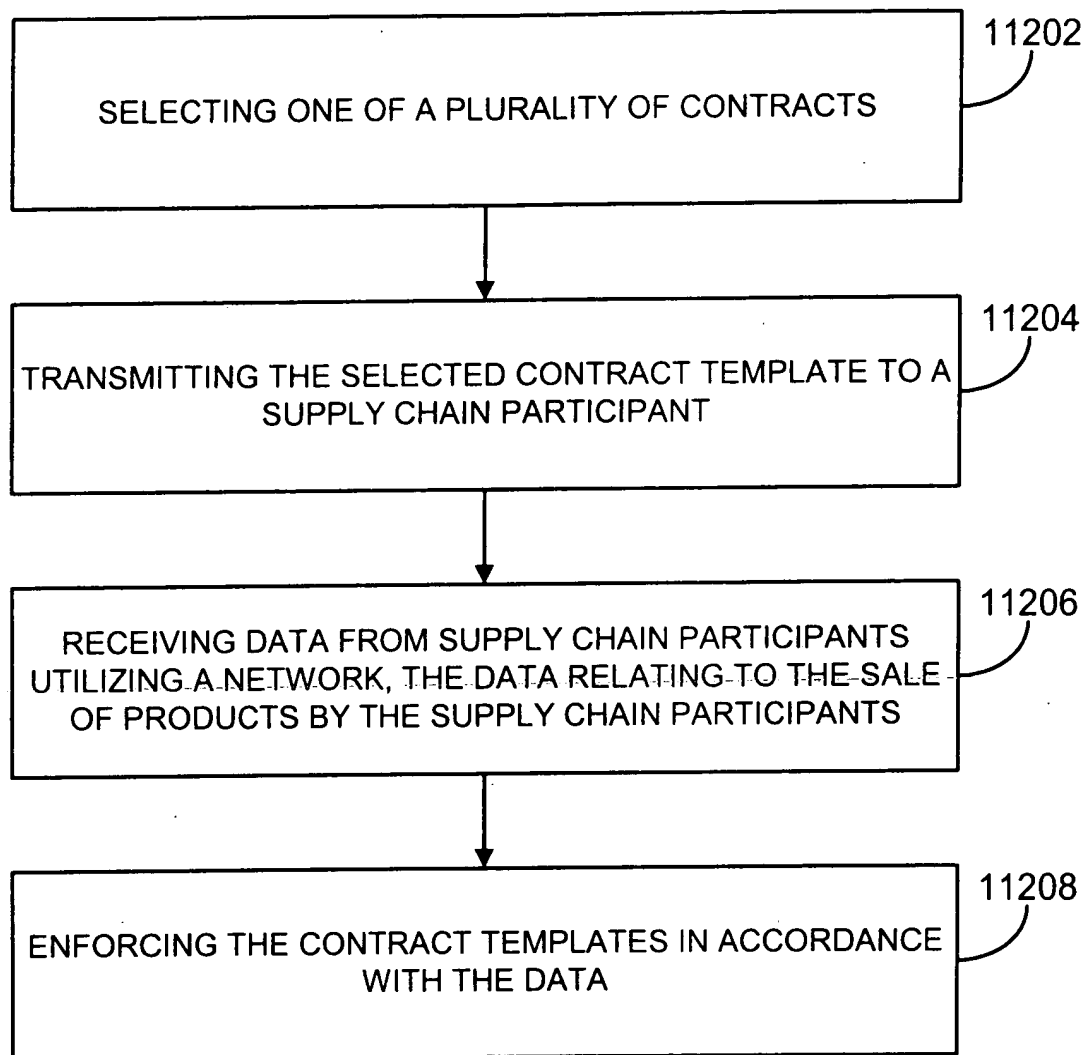 11202
SELECTING ONE OF A PLURALITY OF CONTRACTS
11204
TRANSMITTING THE SELECTED CONTRACT TEMPLATE TO A
SUPPLY CHAIN PARTICIPANT
11206
RECEIVING DATA FROM SUPPLY CHAIN PARTICIPANTS
UTILIZING A NETWORK, THE DATA RELATING TO THE SALE
OF PRODUCTS BY THE SUPPLY CHAIN PARTICIPANTS
11208
ENFORCING THE CONTRACT TEMPLATES IN ACCORDANCE
WITH THE DATA